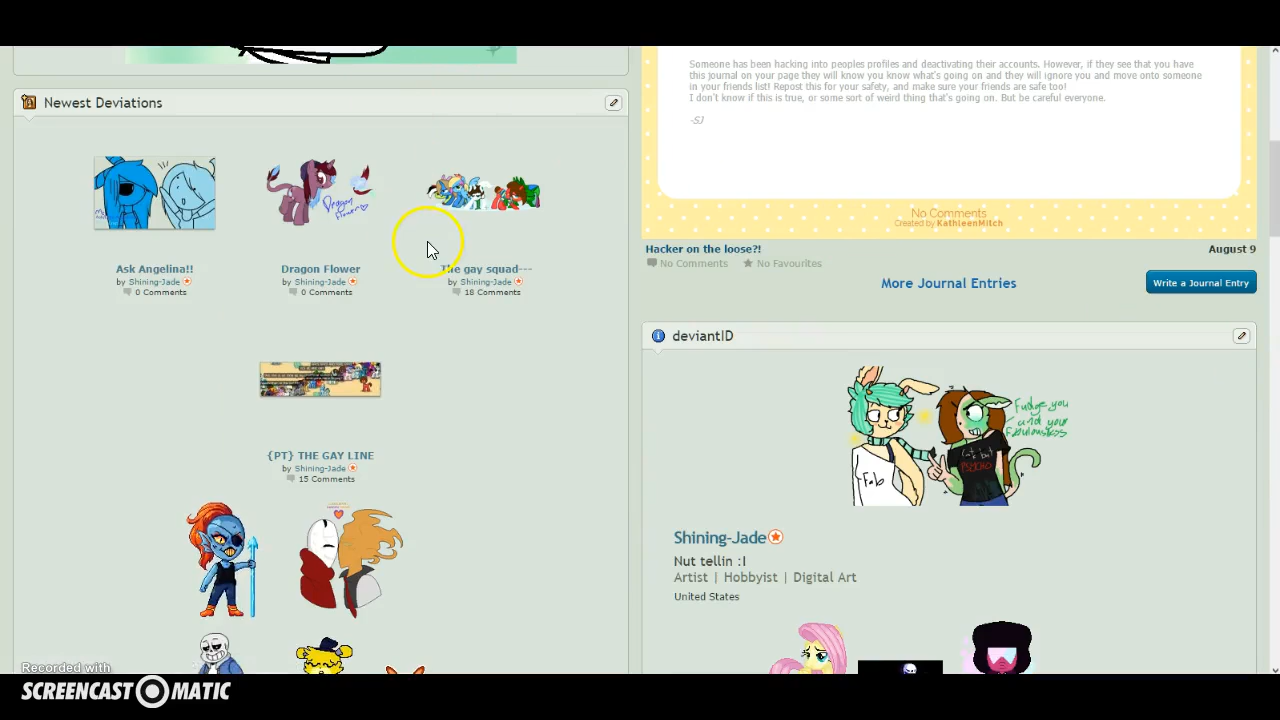 Newest Deviations
Ask Angelina!!
by Shining-Jade
0 Comments
Dragon Flower
Dragon Flower
by Shining-Jade
0 Comments
The gay squad---
by Shining-Jade
18 Comments
{PT} THE GAY LINE
by Shining-Jade
15 Comments
Someone has been hacking into peoples profiles and deactivating their accounts. However, if they see that you have
this journal on your page they will know you know what's going on and they will ignore you and move onto someone
in your friends list! Repost this for your safety, and make sure your friends are safe too!
I don't know if this is true, or some sort of weird thing that's going on. But be careful everyone.
-SJ
No Comments
Created by KathleenMitch
Hacker on the loose?!
August 9
No Comments
No Favourites
More Journal Entries
Write a Journal Entry
deviantID
Fudge you
and your
Fabulousness
Fab
PSYCHO
Shining-Jade
Nut tellin :I
Artist | Hobbyist | Digital Art
United States
Recorded with
SCREENCAST MATIC